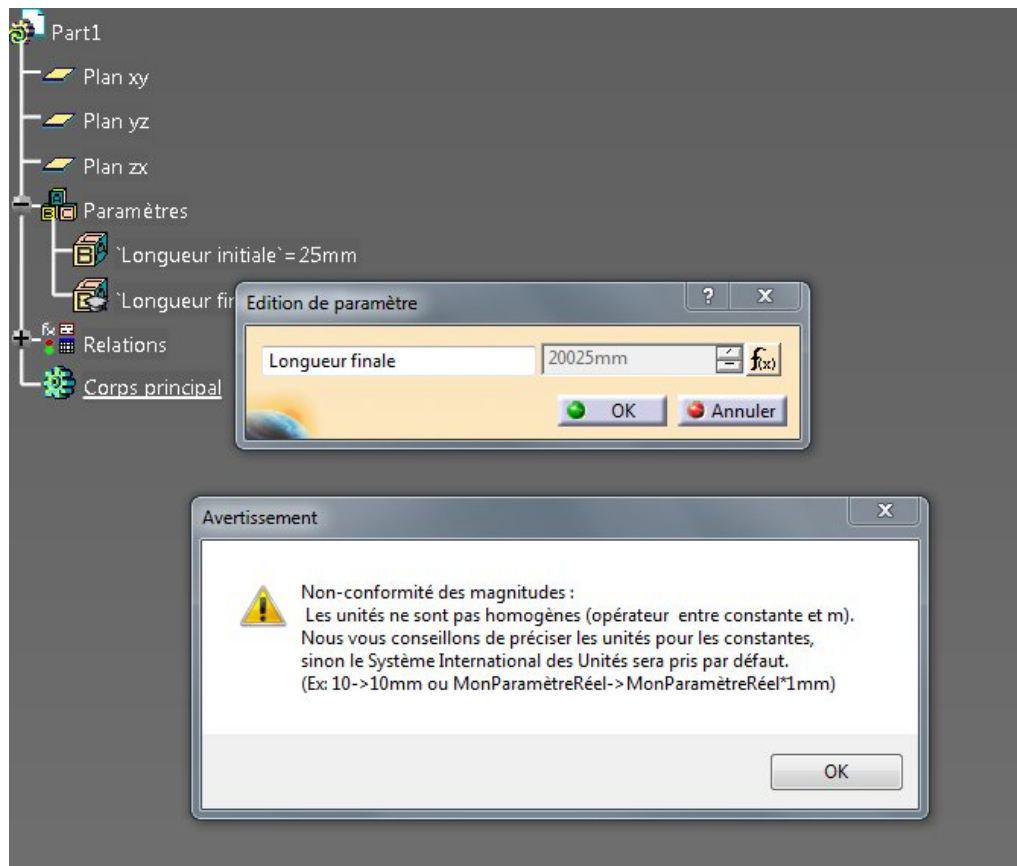 Part1
Plan xy
Plan yz
Plan zx
Paramètres
`Longueur initiale`=25mm
`Longueur fin
Relations
Corps principal
Edition de paramètre
Longueur finale 20025mm f(x)
OK Annuler
Avertissement
Non-conformité des magnitudes :
Les unités ne sont pas homogènes (opérateur entre constante et m).
Nous vous conseillons de préciser les unités pour les constantes,
sinon le Système International des Unités sera pris par défaut.
(Ex: 10->10mm ou MonParamètreRéel->MonParamètreRéel*1mm)
OK